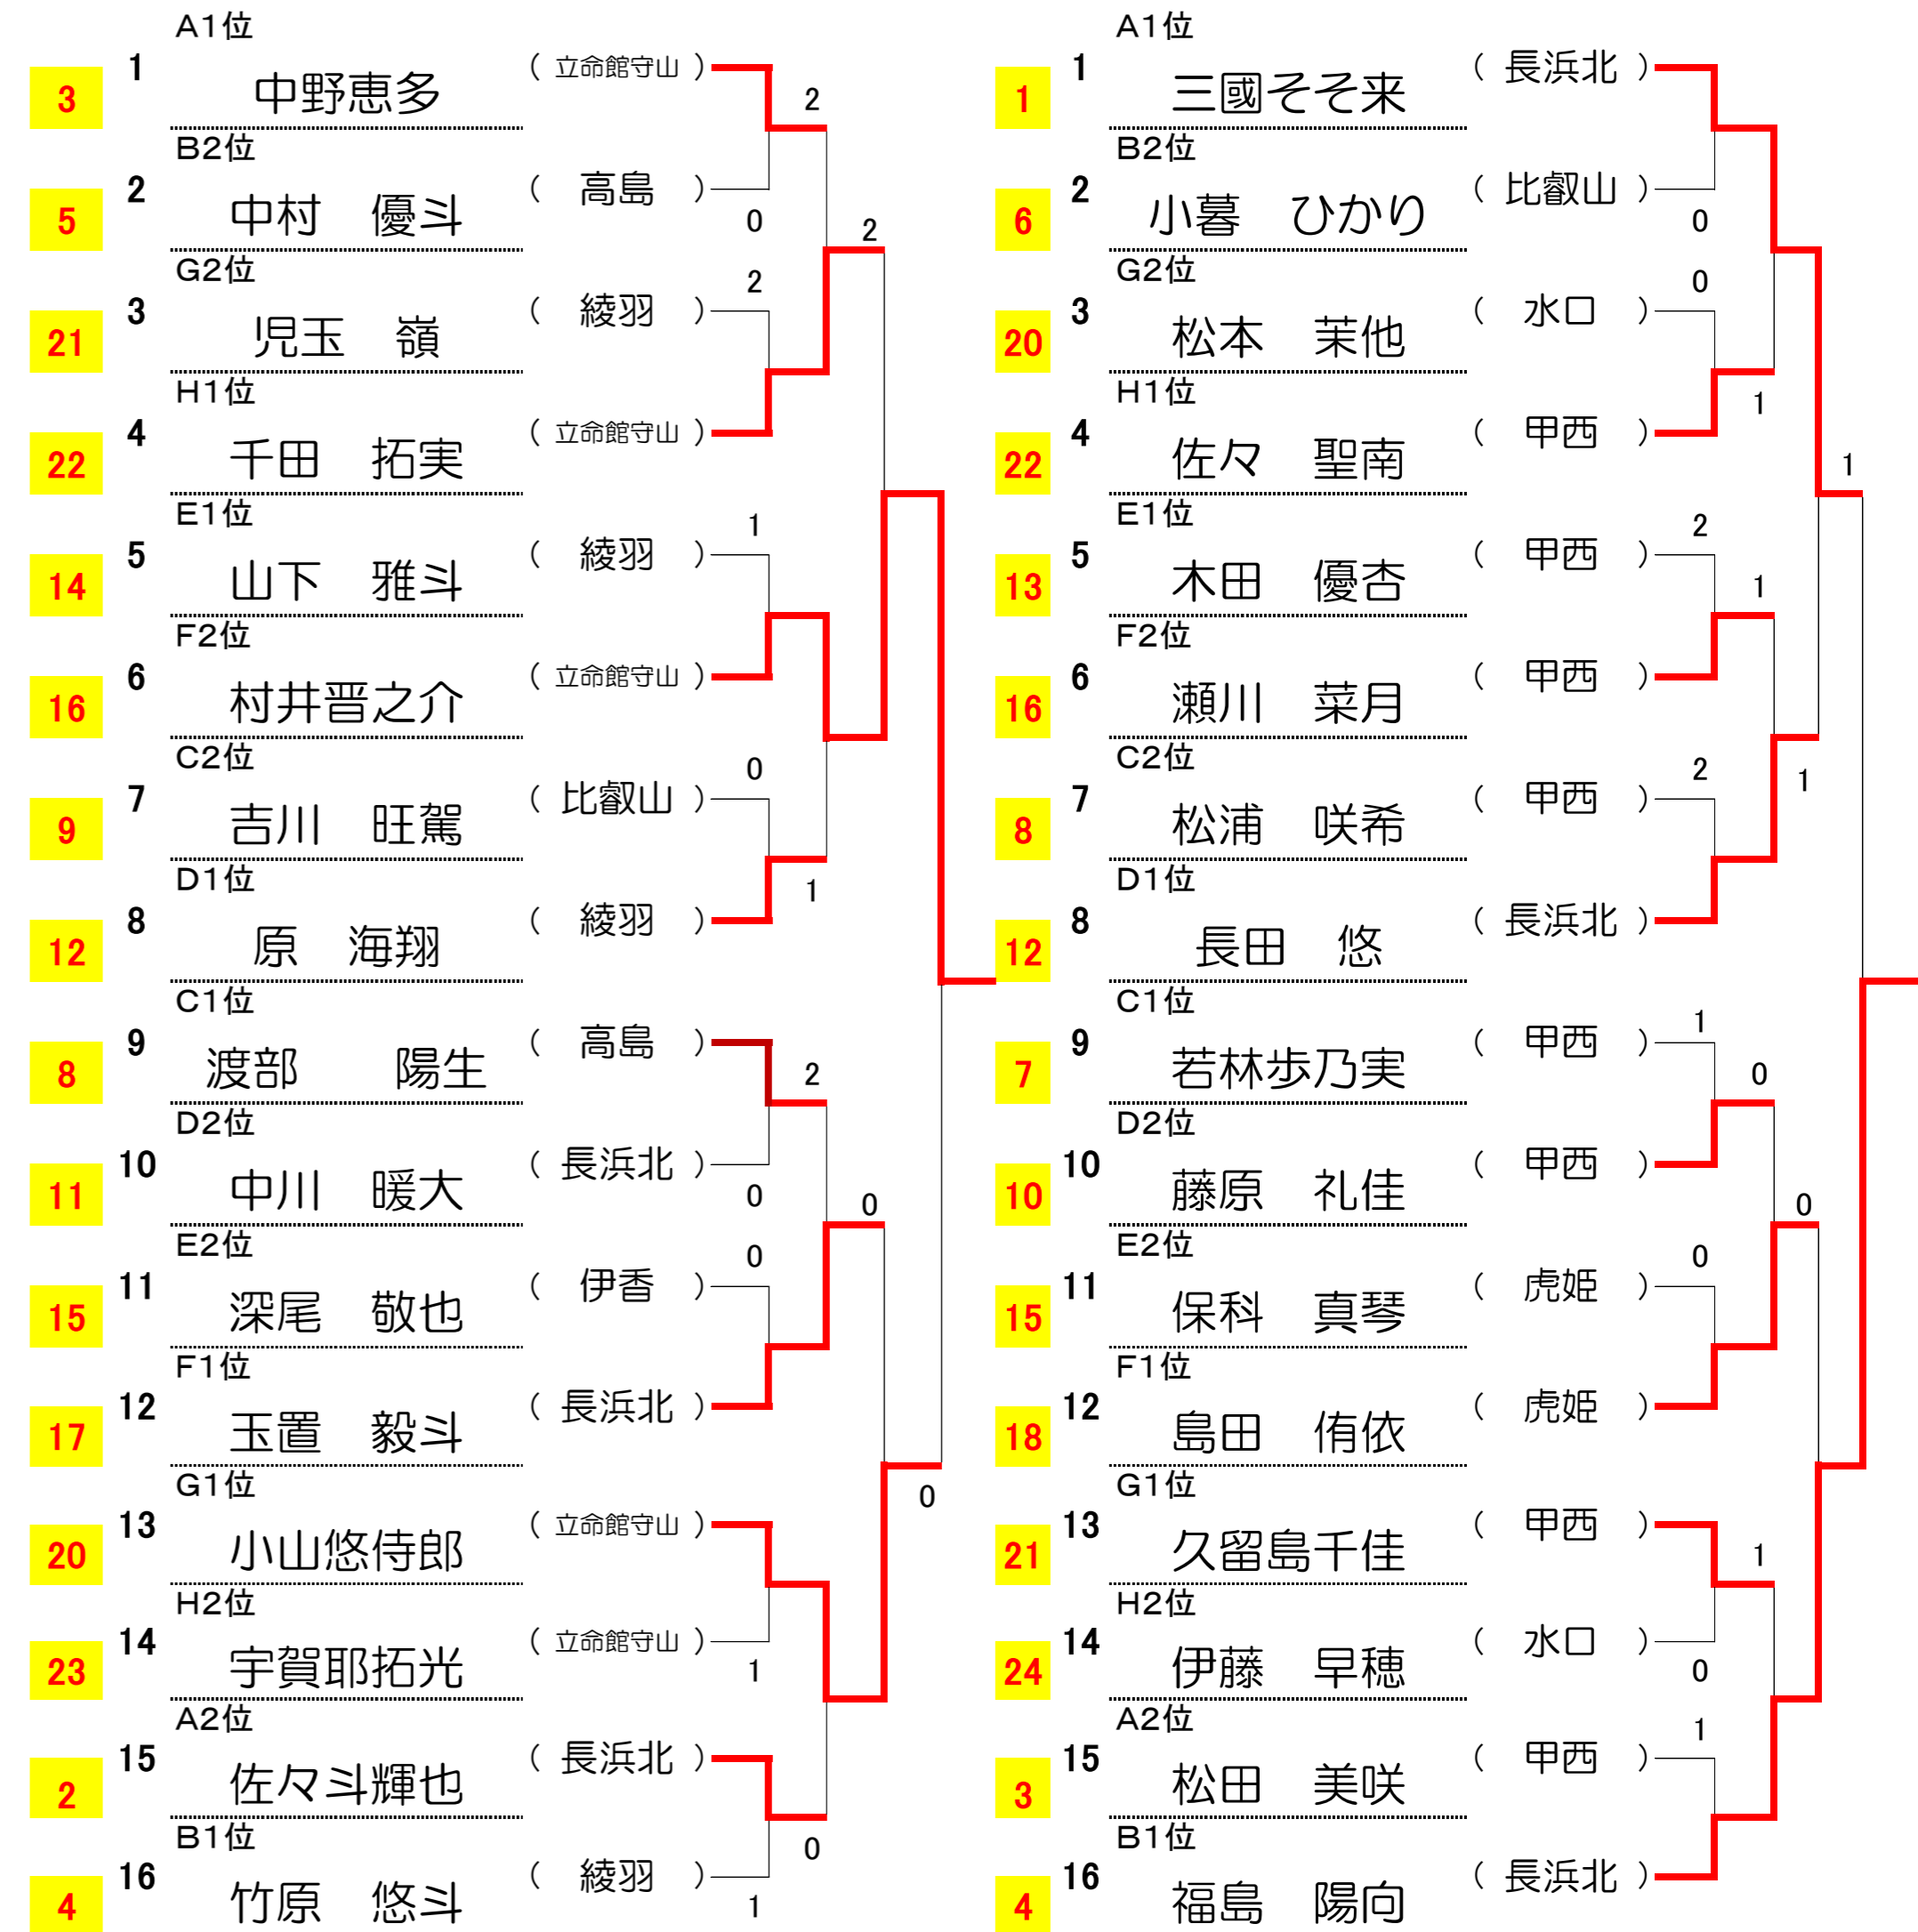 A1位
3 1 中野恵多 ( 立命館守山 )
2
B2位
5 2 中村 優斗 ( 高島 )
0
2
G2位
2
21 3 児玉 嶺 ( 綾羽 )
H1位
22 4 千田 拓実 ( 立命館守山 )
E1位
1
14 5 山下 雅斗 ( 綾羽 )
F2位
16 6 村井晋之介 ( 立命館守山 )
C2位
0
9 7 吉川 旺駕 ( 比叡山 )
D1位
1
12 8 原 海翔 ( 綾羽 )
C1位
8 9 渡部 陽生 ( 高島 )
2
D2位
11 10 中川 暖大 ( 長浜北 )
0
0
E2位
0
15 11 深尾 敬也 ( 伊香 )
F1位
17 12 玉置 毅斗 ( 長浜北 )
G1位
0
20 13 小山悠侍郎 ( 立命館守山 )
H2位
23 14 宇賀耶拓光 ( 立命館守山 )
1
A2位
2 15 佐々斗輝也 ( 長浜北 )
B1位
0
4 16 竹原 悠斗 ( 綾羽 )
1
A1位
1 1 三國そそ来 ( 長浜北 )
B2位
6 2 小暮 ひかり ( 比叡山 )
0
G2位
0
20 3 松本 茉他 ( 水口 )
H1位
1
22 4 佐々 聖南 ( 甲西 )
1
E1位
2
13 5 木田 優杏 ( 甲西 )
1
F2位
16 6 瀬川 菜月 ( 甲西 )
C2位
2
1
8 7 松浦 咲希 ( 甲西 )
D1位
12 8 長田 悠 ( 長浜北 )
C1位
1
7 9 若林歩乃実 ( 甲西 )
0
D2位
10 10 藤原 礼佳 ( 甲西 )
0
E2位
0
15 11 保科 真琴 ( 虎姫 )
F1位
18 12 島田 侑依 ( 虎姫 )
G1位
21 13 久留島千佳 ( 甲西 )
1
H2位
24 14 伊藤 早穂 ( 水口 )
0
A2位
1
3 15 松田 美咲 ( 甲西 )
B1位
4 16 福島 陽向 ( 長浜北 )